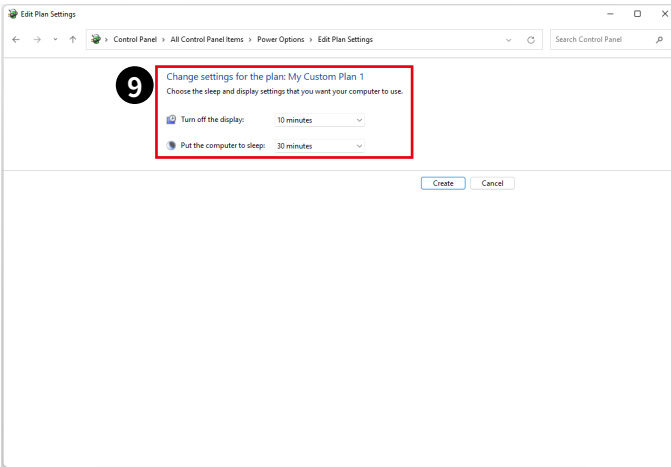 Edit Plan Settings
Control Panel > All Control Panel Items > Power Options > Edit Plan Settings
Search Control Panel
9
Change settings for the plan: My Custom Plan 1
Choose the sleep and display settings that you want your computer to use.
Turn off the display: 10 minutes
Put the computer to sleep: 30 minutes
Create Cancel